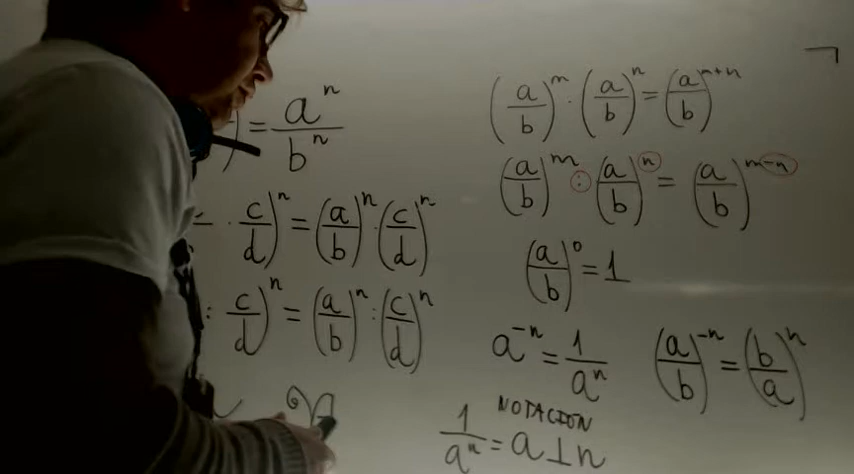 ) = a^n / b^n
· c/d)^n = (a/b)^n · (c/d)^n
: c/d)^n = (a/b)^n : (c/d)^n
(a/b)^m · (a/b)^n = (a/b)^m+n
(a/b)^m : (a/b)^n = (a/b)^m-n
(a/b)^0 = 1
a^-n = 1/a^n (a/b)^-n = (b/a)^n
NOTACION
1/a^n = a⊥n